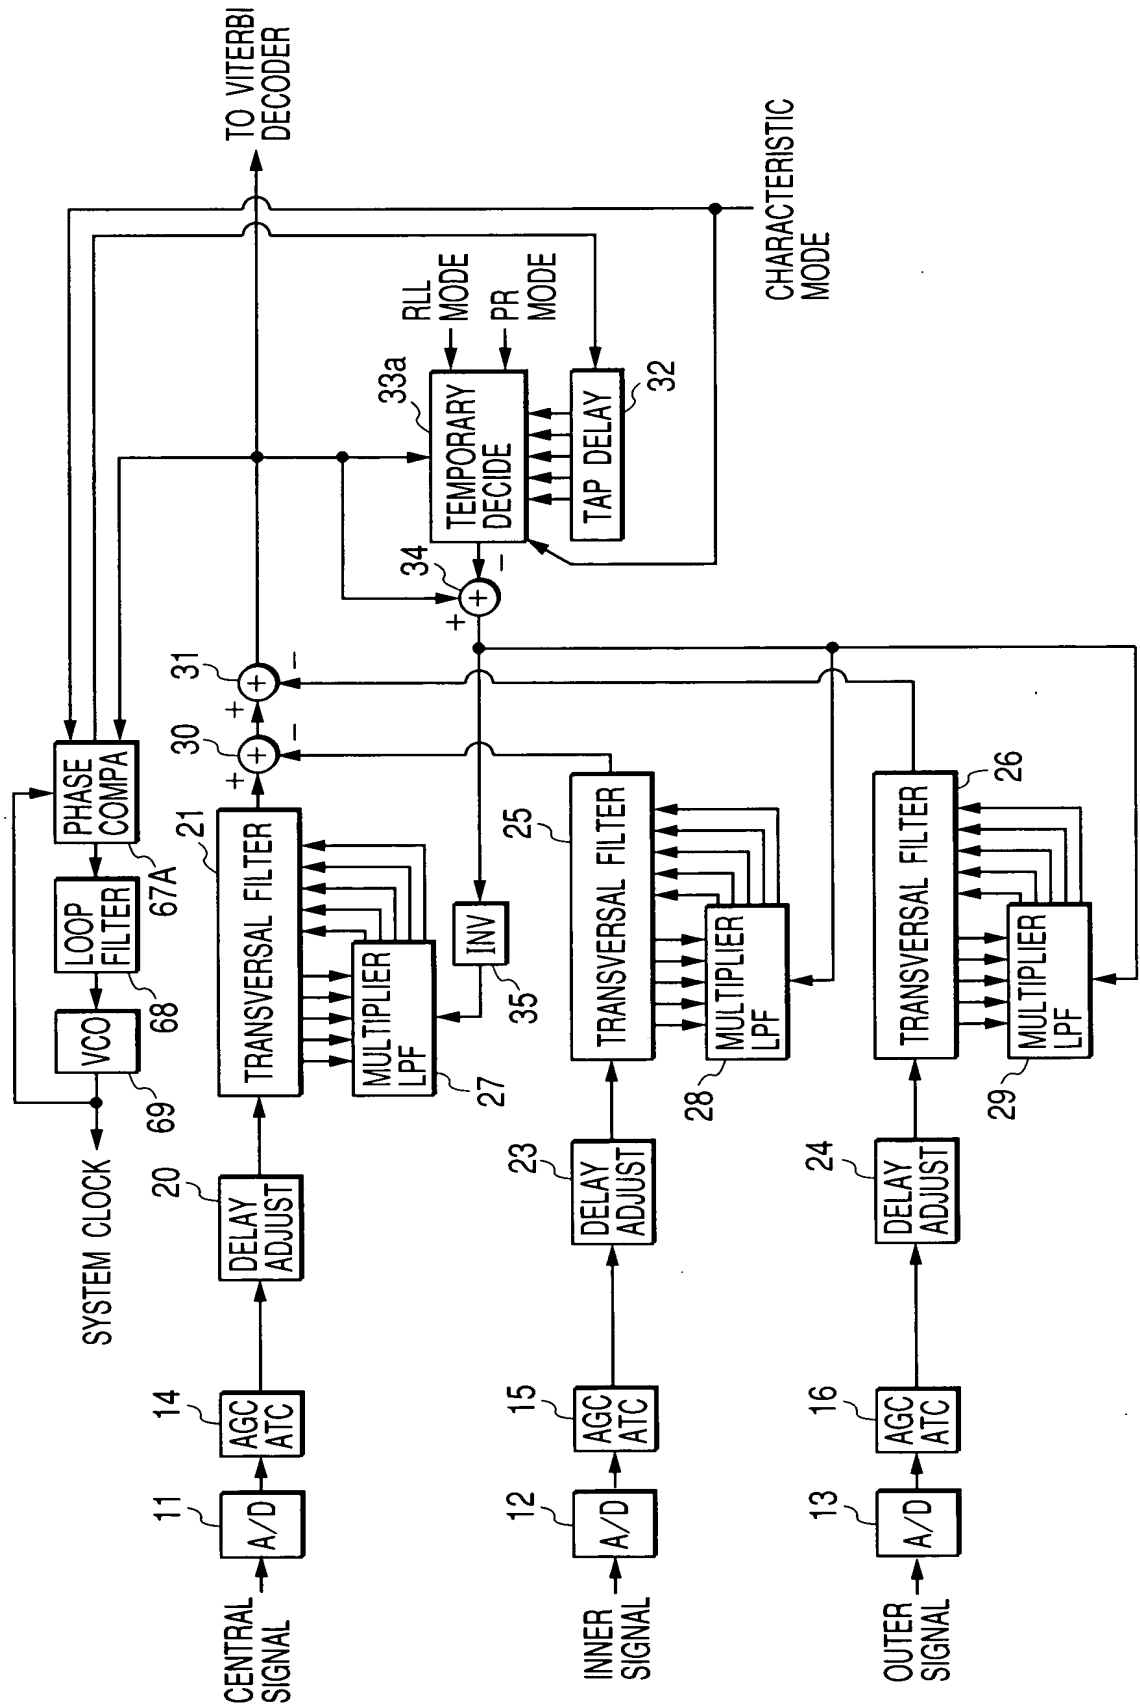 SYSTEM CLOCK
VCO
69
LOOP
FILTER
68
PHASE
COMPA
67A
CENTRAL
SIGNAL
11
A/D
14
AGC
ATC
20
DELAY
ADJUST
21
TRANSVERSAL FILTER
MULTIPLIER
LPF
27
30
+
+
-
31
+
+
-
TO VITERBI
DECODER
INV
35
34
+
+
-
33a
TEMPORARY
DECIDE
RLL
MODE
PR
MODE
TAP DELAY
32
CHARACTERISTIC
MODE
INNER
SIGNAL
12
A/D
15
AGC
ATC
23
DELAY
ADJUST
25
TRANSVERSAL FILTER
MULTIPLIER
LPF
28
OUTER
SIGNAL
13
A/D
16
AGC
ATC
24
DELAY
ADJUST
26
TRANSVERSAL FILTER
MULTIPLIER
LPF
29